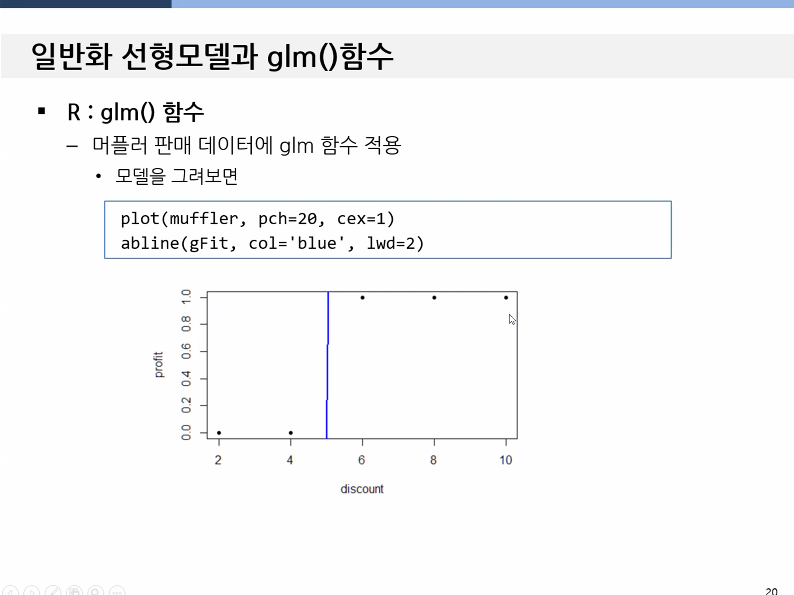 일반화 선형모델과 glm()함수
▪ R : glm() 함수
– 머플러 판매 데이터에 glm 함수 적용
• 모델을 그려보면
plot(muffler, pch=20, cex=1)
abline(gFit, col='blue', lwd=2)
profit
1.0
0.8
0.6
0.4
0.2
0.0
2 4 6 8 10
discount
20